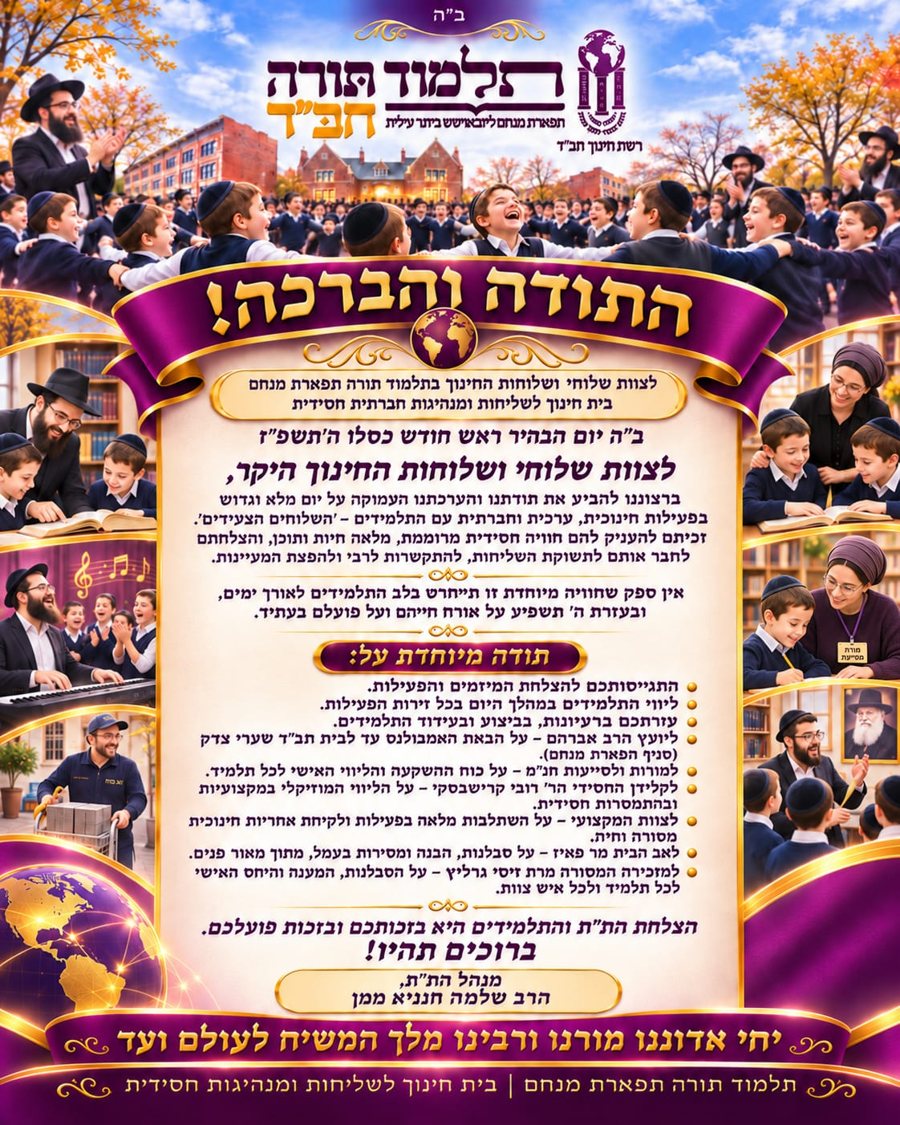 ב"ה
תלמוד תורה
חב"ד
תפארת מנחם ליובאוויטש ביתר עילית
רשת חינוך חב"ד
התודה והברכה!
לצוות שלוחי ושלוחות החינוך בתלמוד תורה תפארת מנחם
בית חינוך לשליחות ומנהיגות חברתית חסידית
ב"ה יום הבהיר ראש חודש כסלו ה'תשפ"ז
לצוות שלוחי ושלוחות החינוך היקר,
ברצוננו להביע את תודתנו והערכתנו העמוקה על יום מלא וגדוש
בפעילות חינוכית, ערכית וחברתית עם התלמידים – 'השלוחים הצעידים'.
זכיתם להעניק להם חוויה חסידית מרוממת, מלאה חיות ותוכן, והצלחתם
לחבר אותם לתשוקת השליחות, להתקשרות לרבי ולהפצת המעיינות.
אין ספק שחוויה מיוחדת זו תייחרש בלב התלמידים לאורך ימים,
ובעזרת ה' תשפיע על אורח חייהם ועל פועלם בעתיד.
תודה מיוחדת על:
התגייסותכם להצלחת המיזמים והפעילות.
ליווי התלמידים במהלך היום בכל זירות הפעילות.
עזרתכם ברעיונות, בביצוע ובעידוד התלמידים.
ליועץ הרב אברהם – על הבאת האמבולנס עד לבית חב"ד שערי צדק
(סניף הפארת מנחם).
למורות ולסייעות חנ"מ – על כוח ההשקעה והליווי האישי לכל תלמיד.
לקלידן החסידי הר' רובי קרישבסקי – על הליווי המוזיקלי במקצועיות
ובהתמסרות חסידית.
לצוות המקצועי – על השתלבות מלאה בפעילות ולקיחת אחריות חינוכית
מסורה וחית.
לאב הבית מר פאיז – על סבלנות, הבנה ומסירות בעמל, מתוך מאור פנים.
למזכירה המסורה מרת זיסי גרליץ – על הסבלנות, המענה והיחס האישי
לכל תלמיד ולכל איש צוות.
הצלחת הת"ת והתלמידים היא בזכותכם ובזכות פועלכם.
ברוכים תהיו!
מנהל הת"ת,
הרב שלמה חנניא ממן
מורת
מסייעת
יחי אדוננו מורנו ורבינו מלך המשיח לעולם ועד
תלמוד תורה תפארת מנחם | בית חינוך לשליחות ומנהיגות חסידית